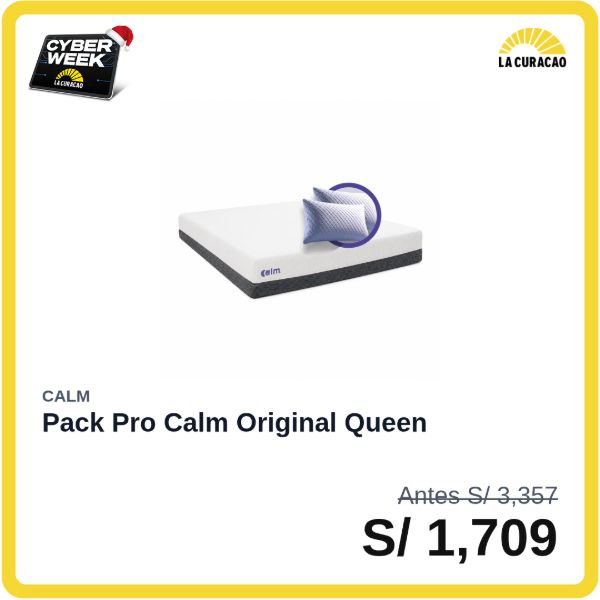 CYBER
WEEK
LA CURACAO
LA CURACAO
Calm.
CALM
Pack Pro Calm Original Queen
Antes S/ 3,357
S/ 1,709